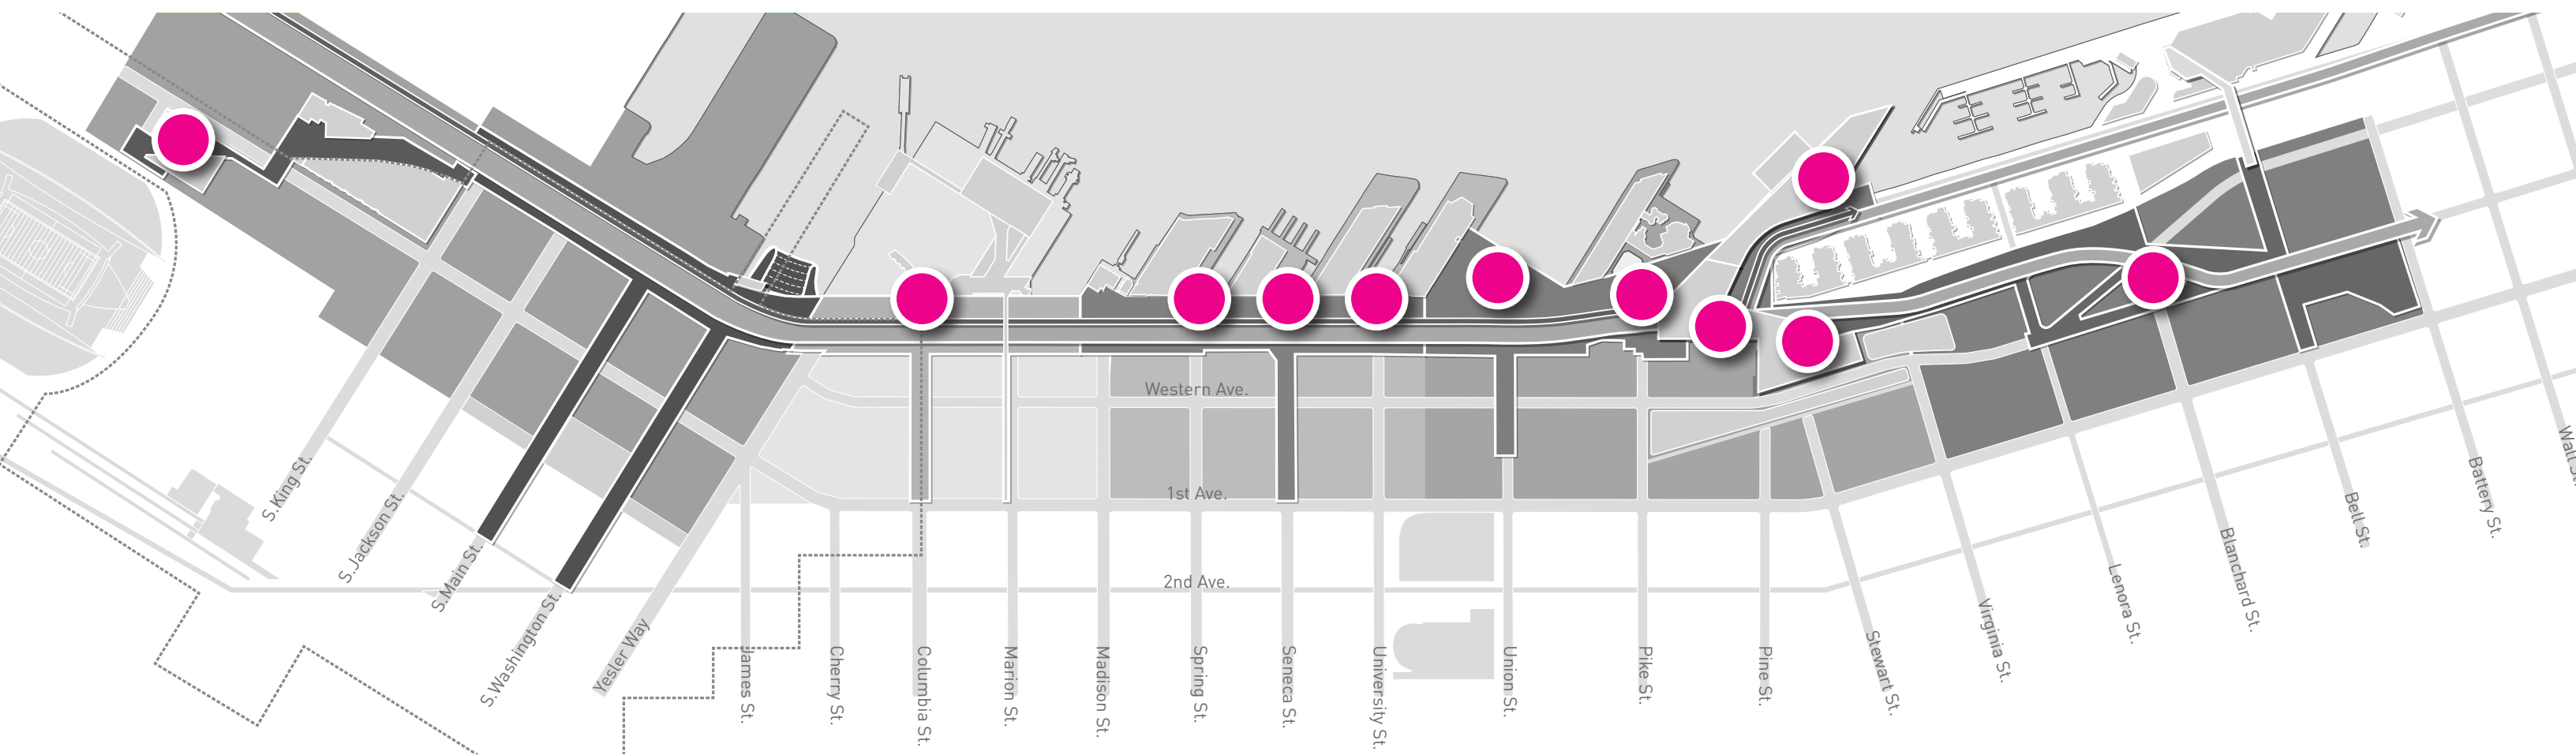 Western Ave.
1st Ave.
2nd Ave.
S.King St.
S.Jackson St.
S.Main St.
S.Washington St.
Yesler Way
James St.
Cherry St.
Columbia St.
Marion St.
Madison St.
Spring St.
Seneca St.
University St.
Union St.
Pike St.
Pine St.
Stewart St.
Virginia St.
Lenora St.
Blanchard St.
Bell St.
Battery St.